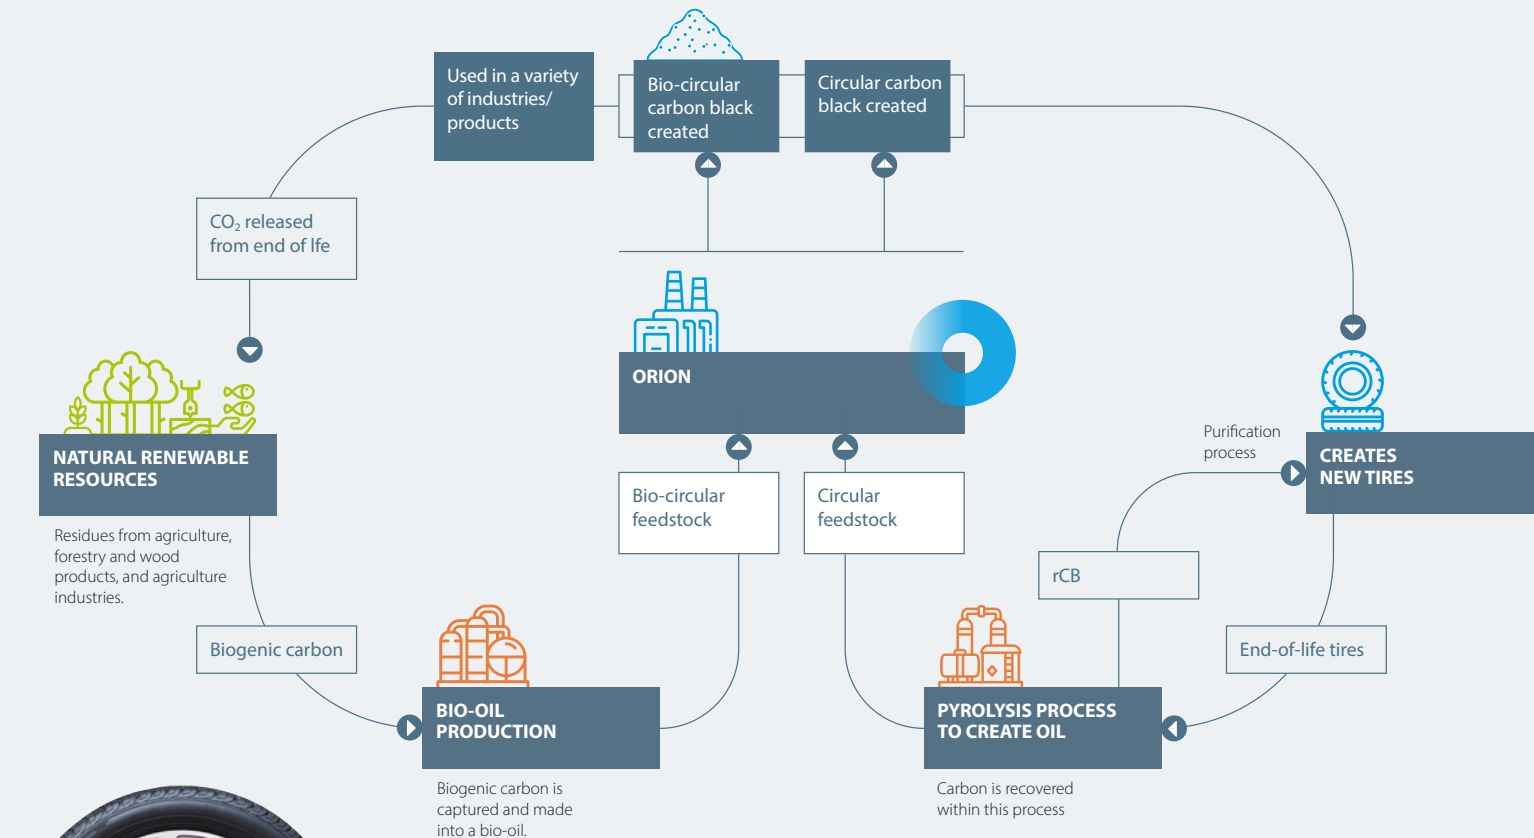 Used in a variety
of industries/
products
Bio-circular
carbon black
created
Circular carbon
black created
CO₂ released
from end of lfe
ORION
NATURAL RENEWABLE
RESOURCES
Residues from agriculture,
forestry and wood
products, and agriculture
industries.
Bio-circular
feedstock
Circular
feedstock
Purification
process
CREATES
NEW TIRES
rCB
Biogenic carbon
End-of-life tires
BIO-OIL
PRODUCTION
Biogenic carbon is
captured and made
into a bio-oil.
PYROLYSIS PROCESS
TO CREATE OIL
Carbon is recovered
within this process